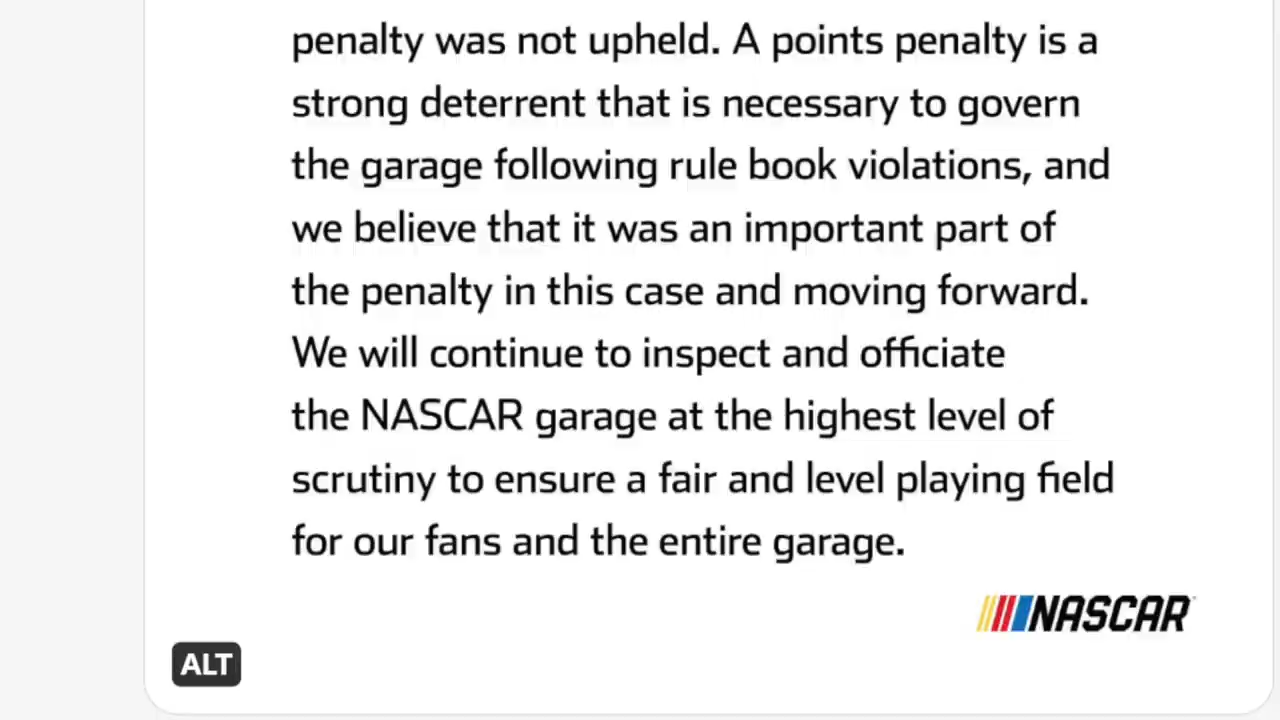 penalty was not upheld. A points penalty is a
strong deterrent that is necessary to govern
the garage following rule book violations, and
we believe that it was an important part of
the penalty in this case and moving forward.
We will continue to inspect and officiate
the NASCAR garage at the highest level of
scrutiny to ensure a fair and level playing field
for our fans and the entire garage.
NASCAR
ALT